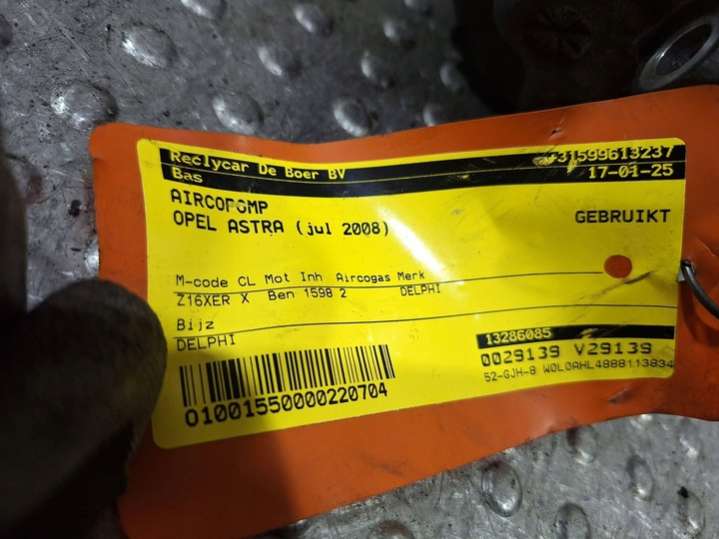 Reclycar De Boer BV +31599613237
Bas 17-01-25
AIRCOPOMP
OPEL ASTRA (jul 2008) GEBRUIKT
M-code CL Mot Inh Aircogas Merk
Z16XER X Ben 1598 2 DELPHI
Bijz
DELPHI
13286085
0029139 V29139
52-GJH-8 W0L0AHL4888113834
01001550000220704